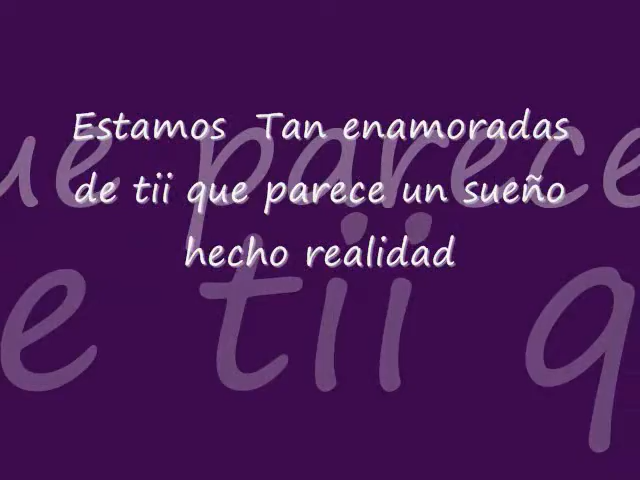 Estamos  Tan enamoradas
de tii que parece un sueño
hecho realidad
ue parece
e tii q